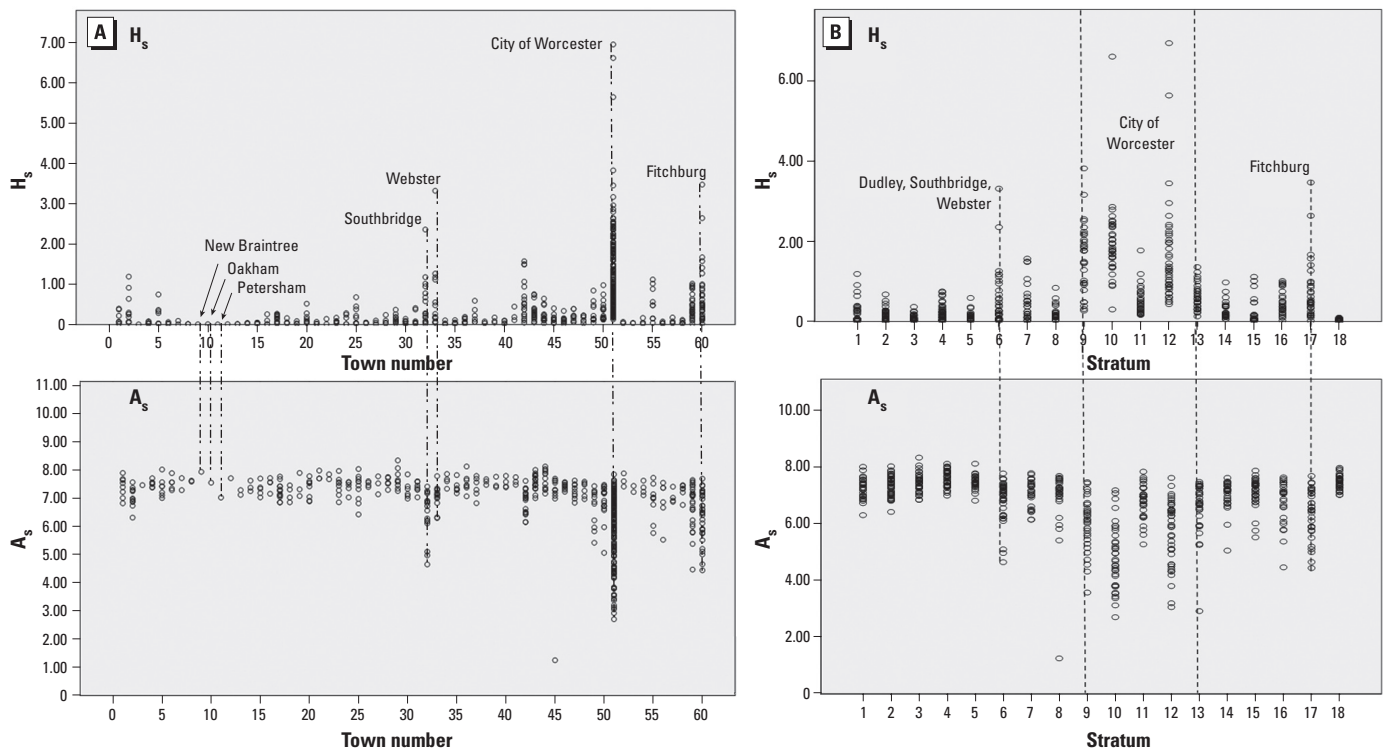 A
Hs
7.00
6.00
5.00
4.00
3.00
2.00
1.00
0
Hs
City of Worcester
Webster
Fitchburg
Southbridge
New Braintree
Oakham
Petersham
0 5 10 15 20 25 30 35 40 45 50 55 60
Town number
As
11.00
10.00
9.00
8.00
7.00
6.00
5.00
4.00
3.00
2.00
1.00
0
As
0 5 10 15 20 25 30 35 40 45 50 55 60
Town number
B
Hs
6.00
4.00
2.00
0
Hs
City of
Worcester
Dudley, Southbridge,
Webster
Fitchburg
1 2 3 4 5 6 7 8 9 10 11 12 13 14 15 16 17 18
Stratum
As
10.00
8.00
6.00
4.00
2.00
0
As
1 2 3 4 5 6 7 8 9 10 11 12 13 14 15 16 17 18
Stratum